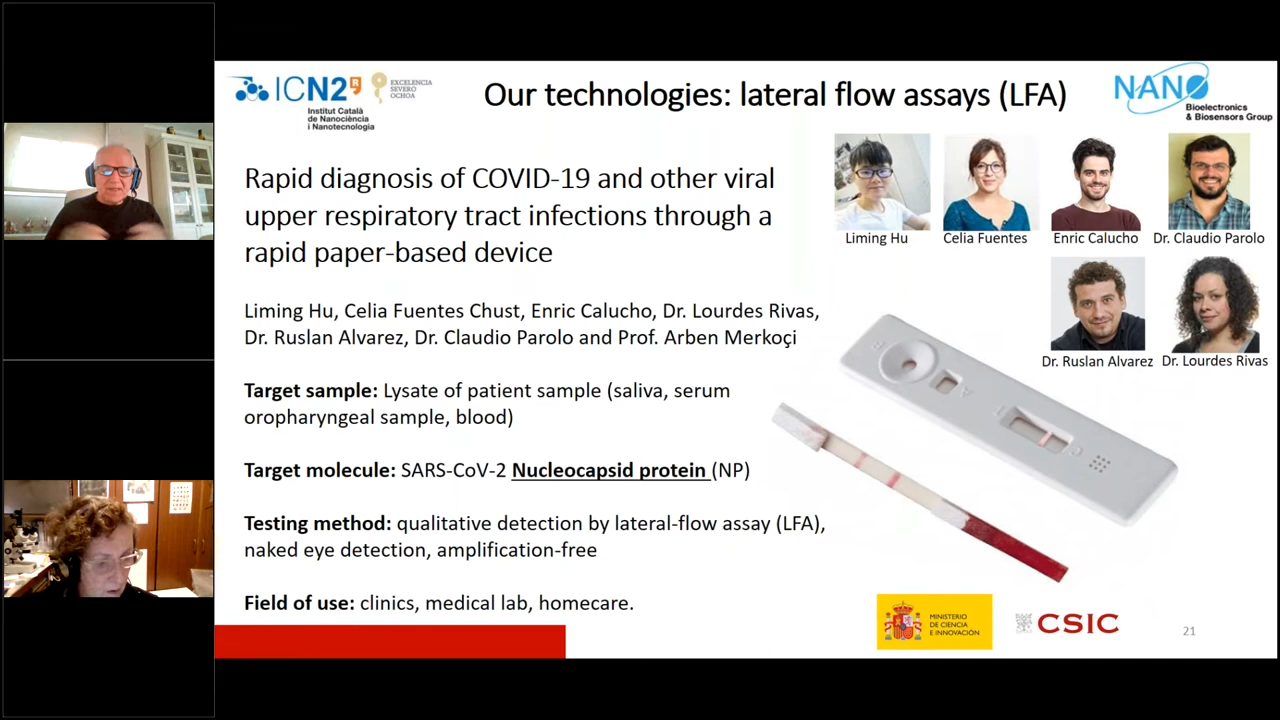 ICN2
Institut Català
de Nanociència
i Nanotecnologia
EXCELENCIA
SEVERO
OCHOA
Our technologies: lateral flow assays (LFA)
NANO
Bioelectronics
& Biosensors Group
Rapid diagnosis of COVID-19 and other viral
upper respiratory tract infections through a
rapid paper-based device
Liming Hu
Celia Fuentes
Enric Calucho
Dr. Claudio Parolo
Dr. Ruslan Alvarez
Dr. Lourdes Rivas
Liming Hu, Celia Fuentes Chust, Enric Calucho, Dr. Lourdes Rivas,
Dr. Ruslan Alvarez, Dr. Claudio Parolo and Prof. Arben Merkoçi
Target sample: Lysate of patient sample (saliva, serum
oropharyngeal sample, blood)
Target molecule: SARS-CoV-2 Nucleocapsid protein (NP)
Testing method: qualitative detection by lateral-flow assay (LFA),
naked eye detection, amplification-free
Field of use: clinics, medical lab, homecare.
MINISTERIO
DE CIENCIA
E INNOVACIÓN
CSIC
21